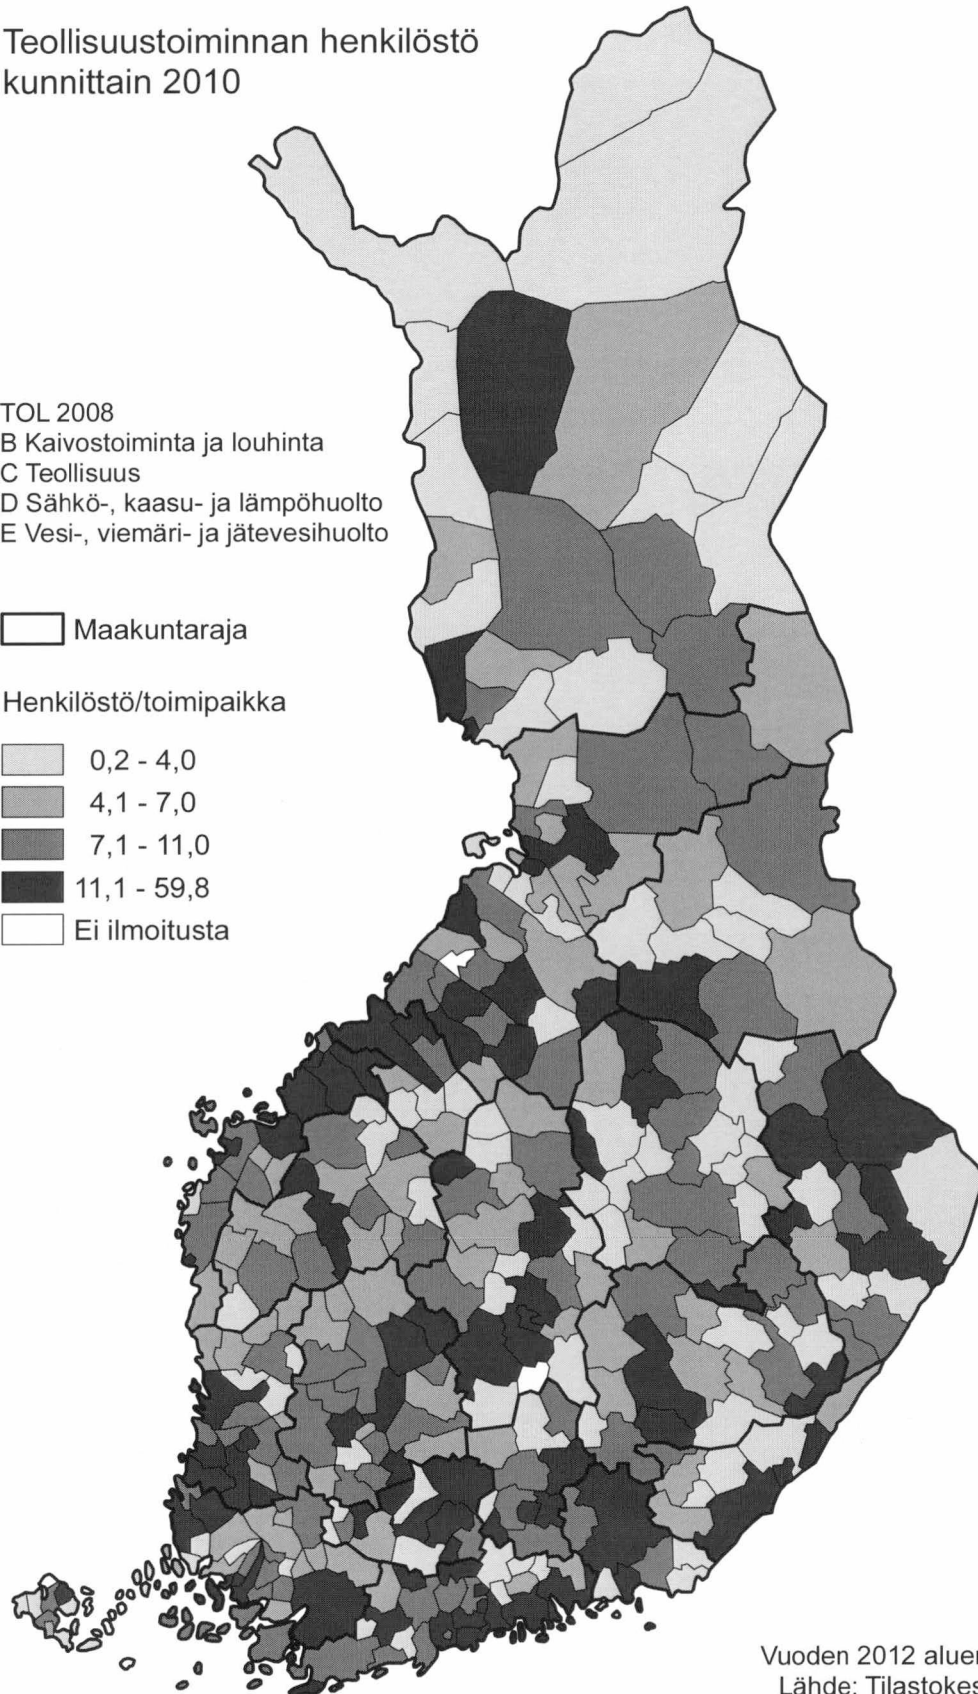 Teollisuustoiminnan henkilöstö
kunnittain 2010
TOL 2008
B Kaivostoiminta ja louhinta
C Teollisuus
D Sähkö-, kaasu- ja lämpöhuolto
E Vesi-, viemäri- ja jätevesihuolto
Maakuntaraja
Henkilöstö/toimipaikka
0,2 - 4,0
4,1 - 7,0
7,1 - 11,0
11,1 - 59,8
Ei ilmoitusta
Vuoden 2012
Lähde: